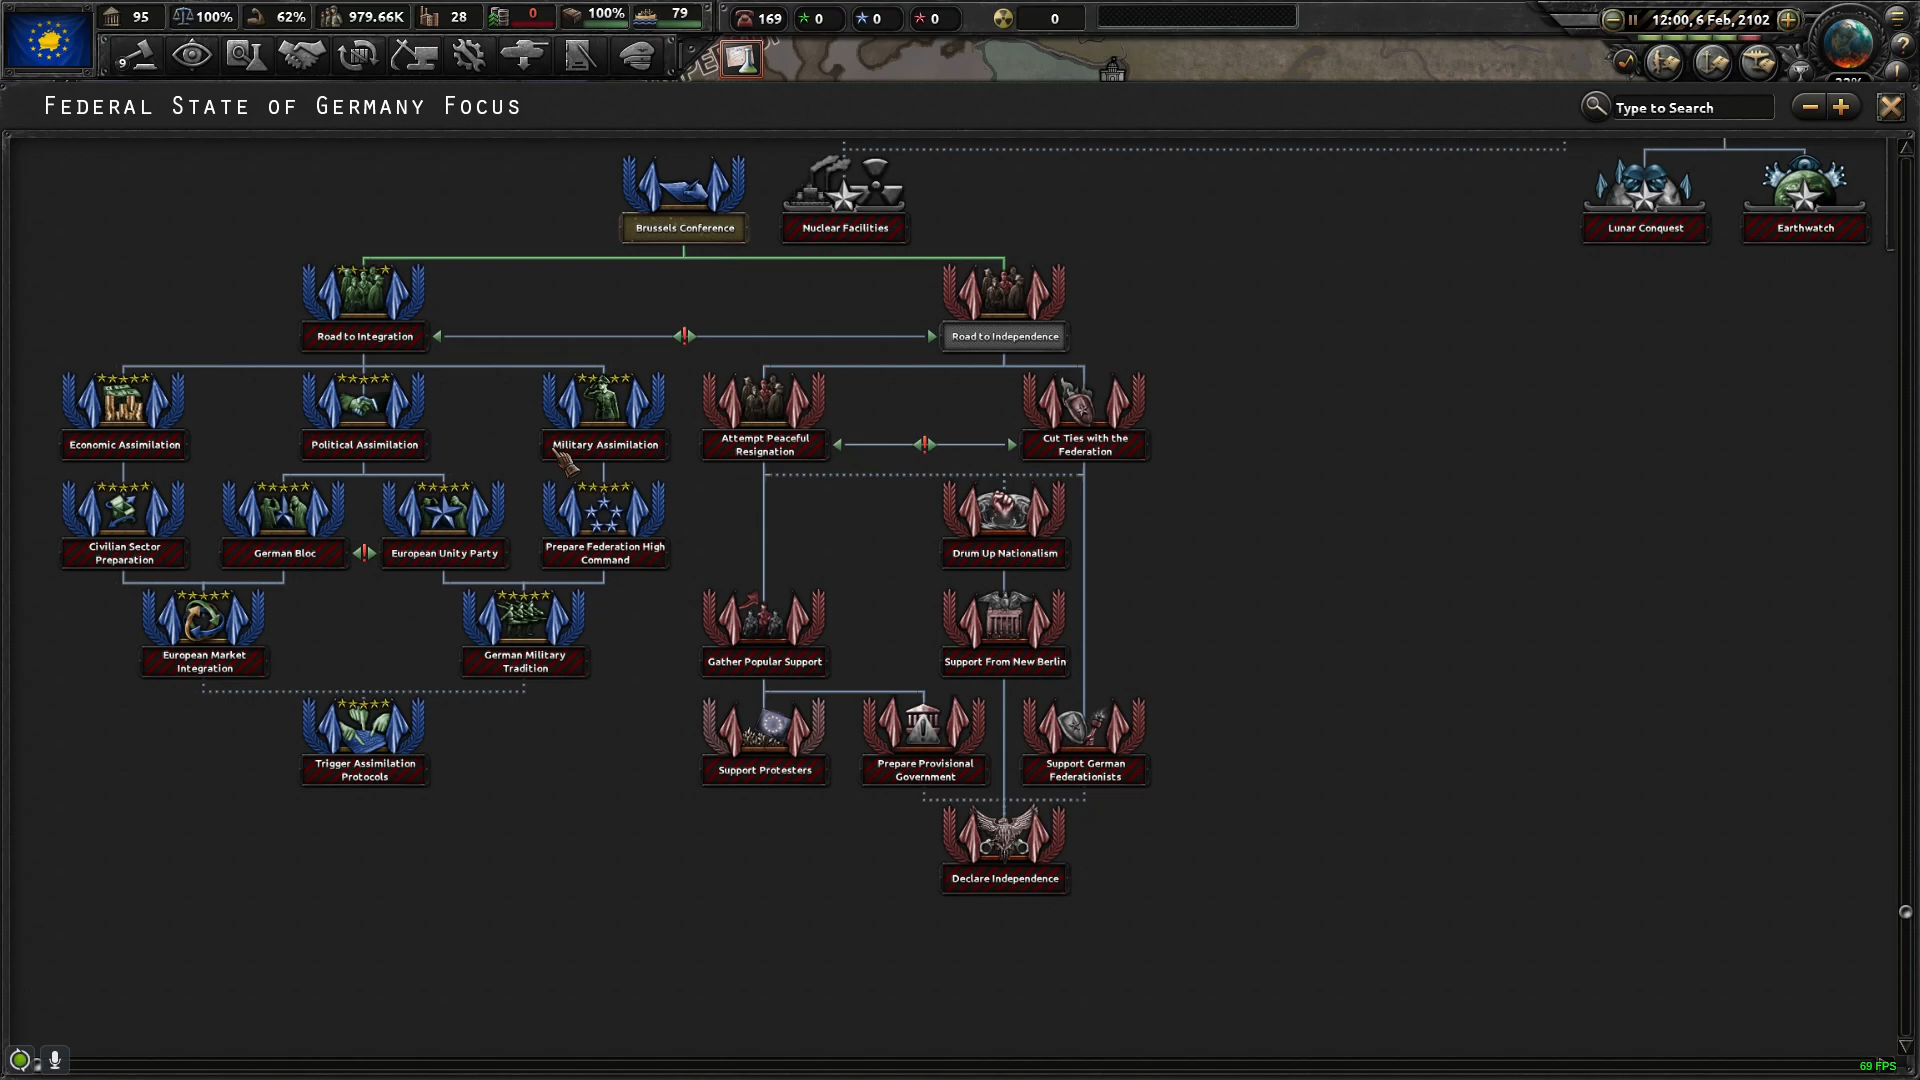 95
100%
62%
979.66K
28
0
100%
79
169
0
0
0
0
12:00, 6 Feb, 2102
9
Federal State of Germany Focus
Type to Search
Brussels Conference
Nuclear Facilities
Lunar Conquest
Earthwatch
Road to Integration
Road to Independence
Economic Assimilation
Political Assimilation
Military Assimilation
Attempt Peaceful
Resignation
Cut Ties with the
Federation
Civilian Sector
Preparation
German Bloc
European Unity Party
Prepare Federation High
Command
Drum Up Nationalism
European Market
Integration
German Military
Tradition
Gather Popular Support
Support From New Berlin
Trigger Assimilation
Protocols
Support Protesters
Prepare Provisional
Government
Support German
Federationists
Declare Independence
69 FPS